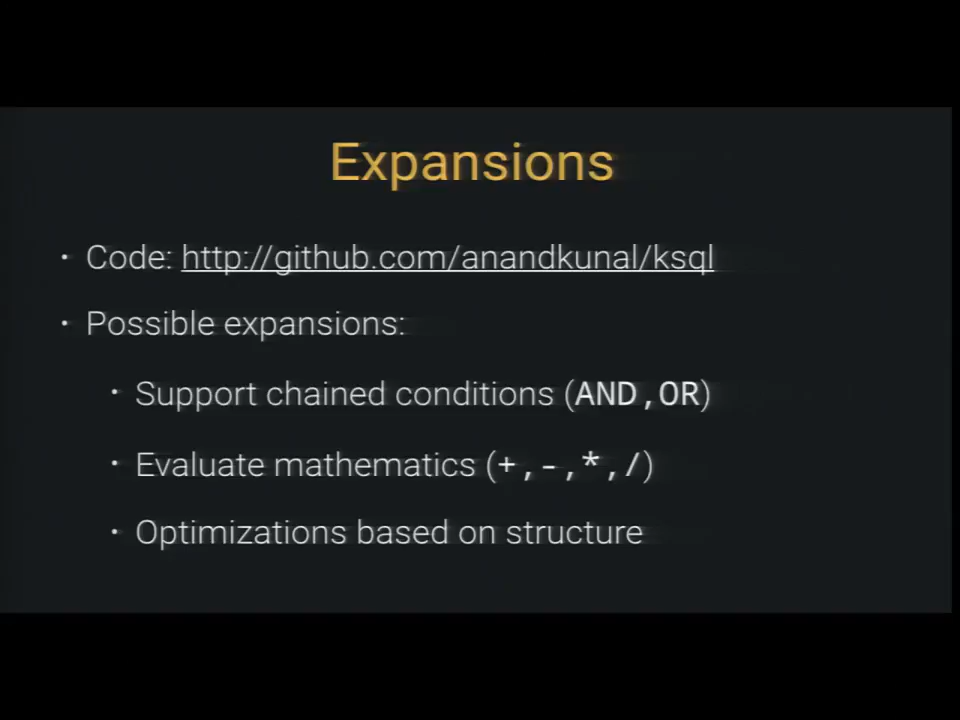 Expansions
• Code: http://github.com/anandkunal/ksql
• Possible expansions:
• Support chained conditions (AND,OR)
• Evaluate mathematics (+,-,*,/)
• Optimizations based on structure